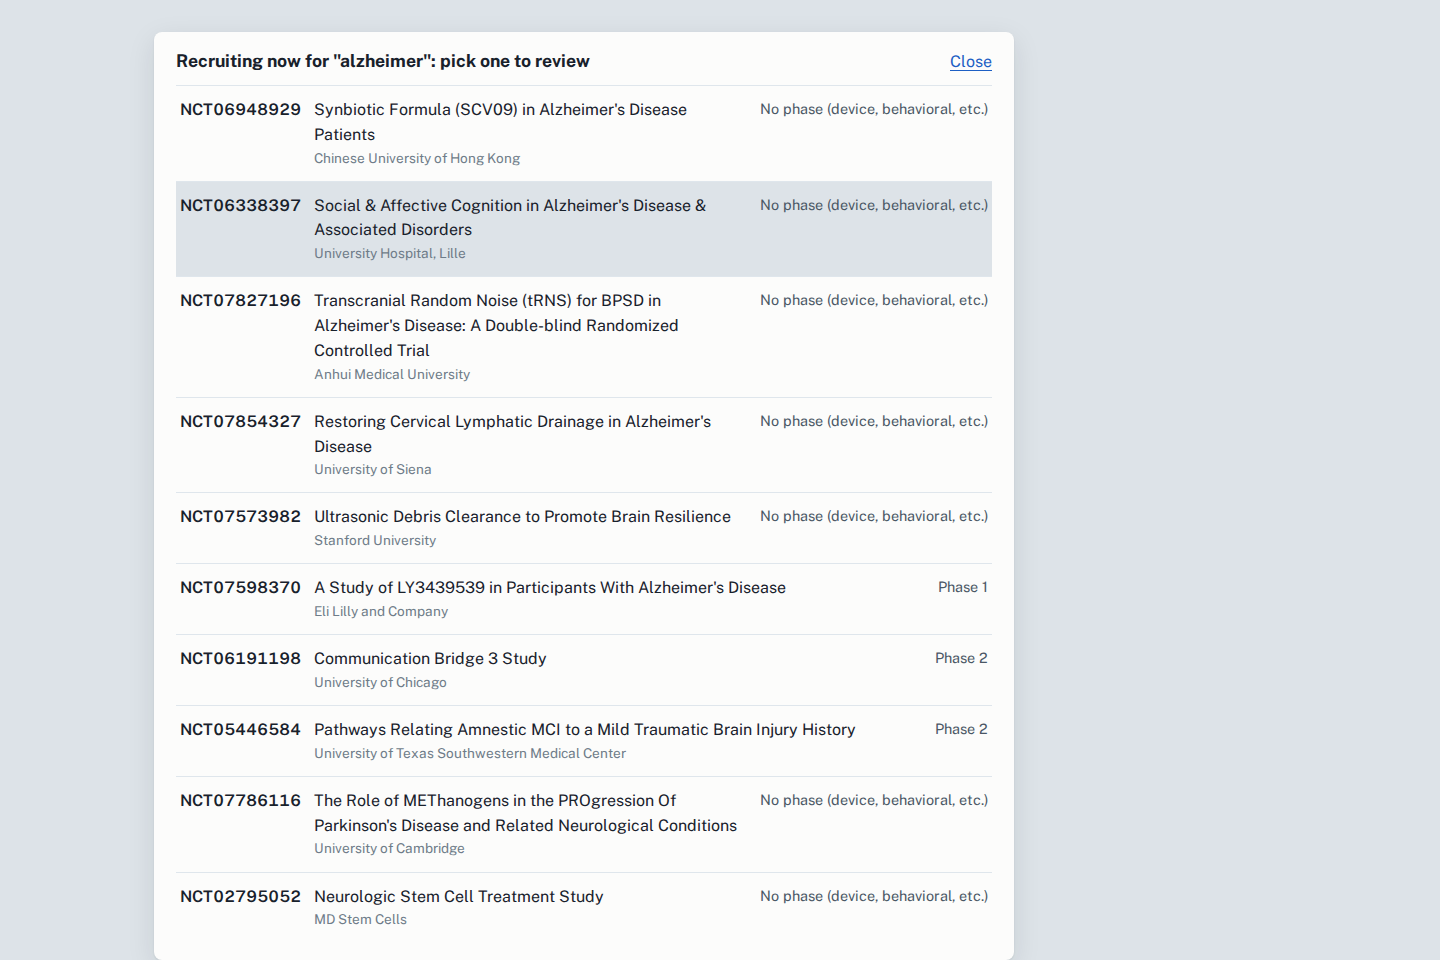 Recruiting now for "alzheimer": pick one to review
Close
NCT06948929
Synbiotic Formula (SCV09) in Alzheimer's Disease
Patients
Chinese University of Hong Kong
No phase (device, behavioral, etc.)
NCT06338397
Social & Affective Cognition in Alzheimer's Disease &
Associated Disorders
University Hospital, Lille
No phase (device, behavioral, etc.)
NCT07827196
Transcranial Random Noise (tRNS) for BPSD in
Alzheimer's Disease: A Double-blind Randomized
Controlled Trial
Anhui Medical University
No phase (device, behavioral, etc.)
NCT07854327
Restoring Cervical Lymphatic Drainage in Alzheimer's
Disease
University of Siena
No phase (device, behavioral, etc.)
NCT07573982
Ultrasonic Debris Clearance to Promote Brain Resilience
Stanford University
No phase (device, behavioral, etc.)
NCT07598370
A Study of LY3439539 in Participants With Alzheimer's Disease
Eli Lilly and Company
Phase 1
NCT06191198
Communication Bridge 3 Study
University of Chicago
Phase 2
NCT05446584
Pathways Relating Amnestic MCI to a Mild Traumatic Brain Injury History
University of Texas Southwestern Medical Center
Phase 2
NCT07786116
The Role of METhanogens in the PROgression Of
Parkinson's Disease and Related Neurological Conditions
University of Cambridge
No phase (device, behavioral, etc.)
NCT02795052
Neurologic Stem Cell Treatment Study
MD Stem Cells
No phase (device, behavioral, etc.)